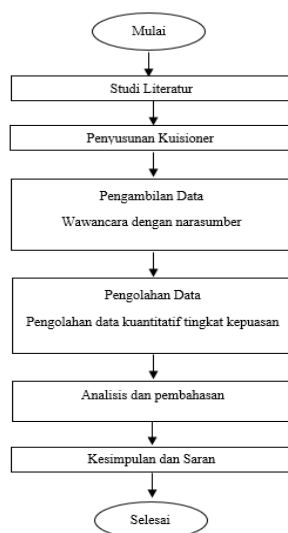 Mulai
Studi Literatur
Penyusunan Kuisioner
Pengambilan Data
Wawancara dengan narasumber
Pengolahan Data
Pengolahan data kuantitatif tingkat kepuasan
Analisis dan pembahasan
Kesimpulan dan Saran
Selesai